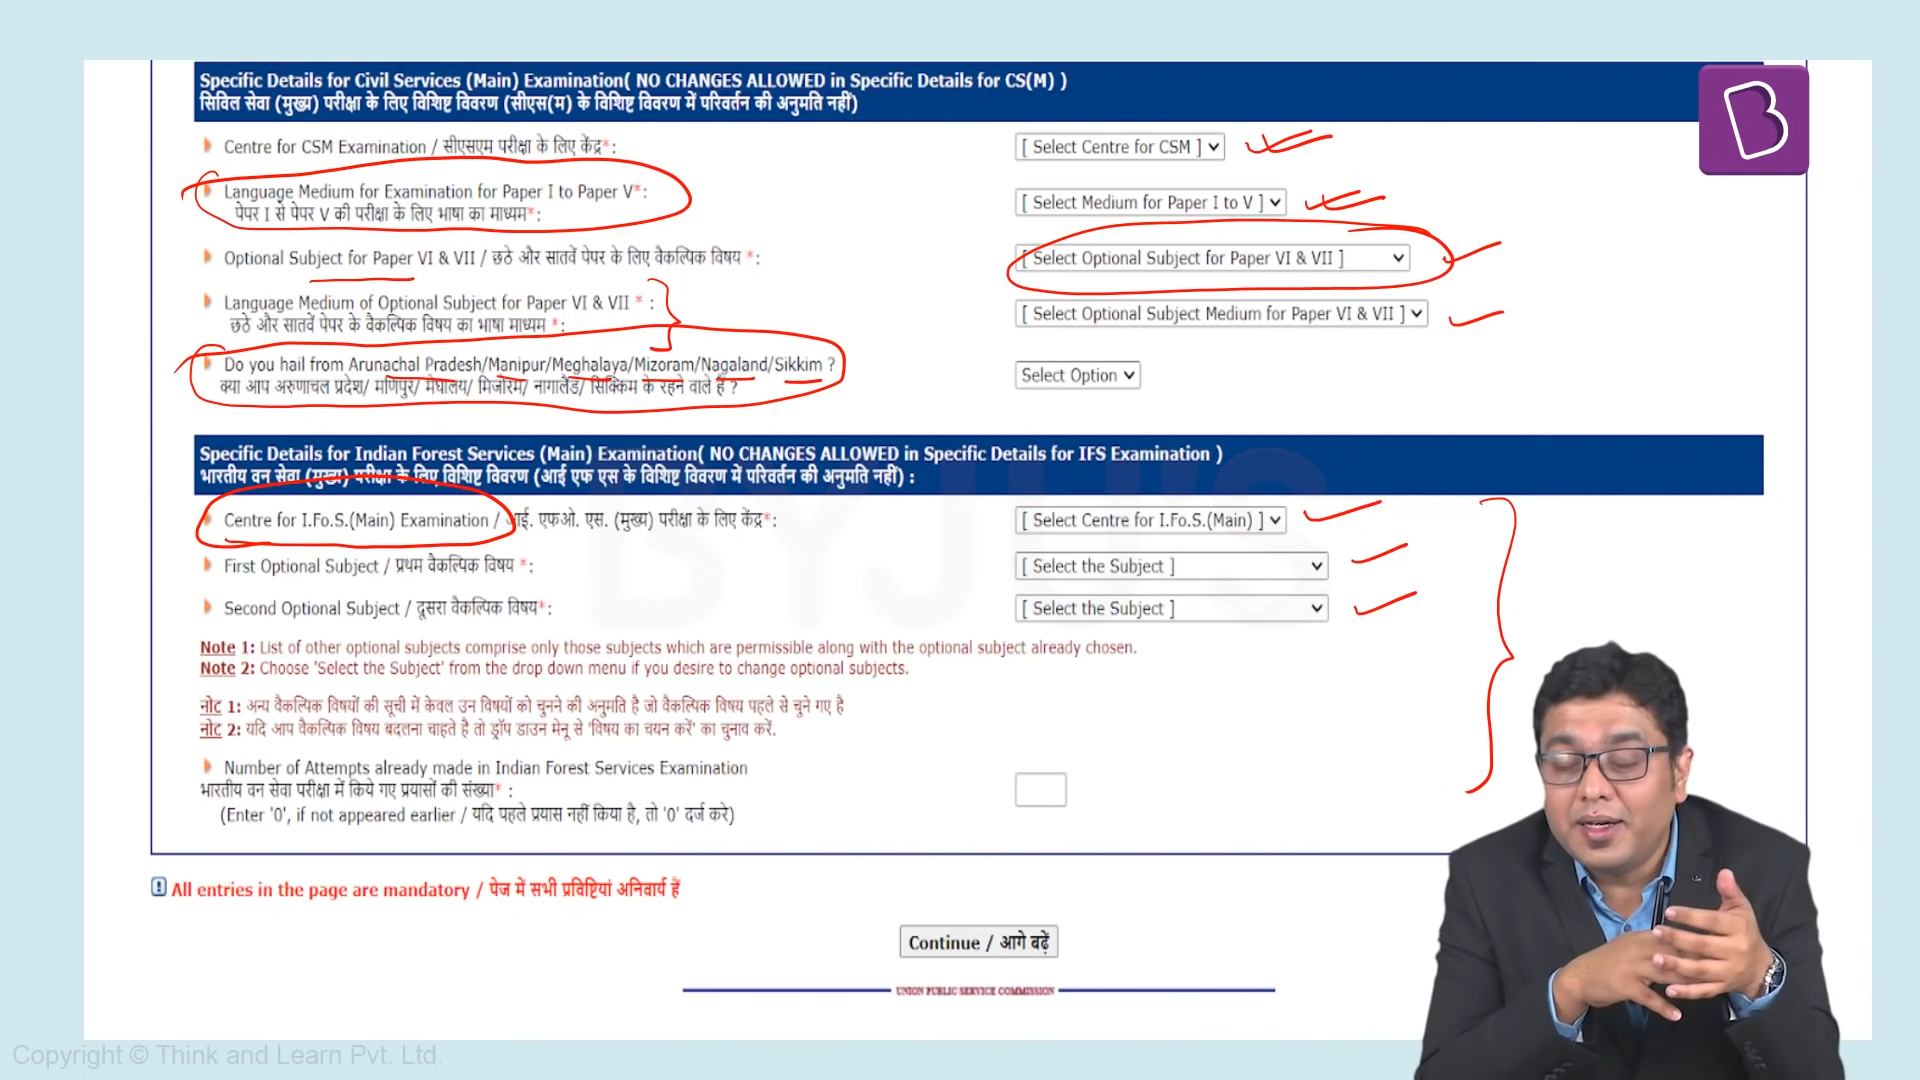 Specific Details for Civil Services (Main) Examination( NO CHANGES ALLOWED in Specific Details for CS(M) )
सिविल सेवा (मुख्य) परीक्षा के लिए विशिष्ट विवरण (सीएस(म) के विशिष्ट विवरण में परिवर्तन की अनुमति नहीं)
Centre for CSM Examination / सीएसएम परीक्षा के लिए केंद्र*: [ Select Centre for CSM ]
Language Medium for Examination for Paper I to Paper V*:
पेपर I से पेपर V की परीक्षा के लिए भाषा का माध्यम*: [ Select Medium for Paper I to V ]
Optional Subject for Paper VI & VII / छठे और सातवें पेपर के लिए वैकल्पिक विषय *: [ Select Optional Subject for Paper VI & VII ]
Language Medium of Optional Subject for Paper VI & VII * :
छठे और सातवें पेपर के वैकल्पिक विषय का भाषा माध्यम *: [ Select Optional Subject Medium for Paper VI & VII ]
Do you hail from Arunachal Pradesh/Manipur/Meghalaya/Mizoram/Nagaland/Sikkim ?
क्या आप अरुणाचल प्रदेश/ मणिपुर/ मेघालय/ मिजोरम/ नागालैंड/ सिक्किम के रहने वाले हैं ? Select Option
Specific Details for Indian Forest Services (Main) Examination( NO CHANGES ALLOWED in Specific Details for IFS Examination )
भारतीय वन सेवा (मुख्य) परीक्षा के लिए विशिष्ट विवरण (आई एफ एस के विशिष्ट विवरण में परिवर्तन की अनुमति नहीं) :
Centre for I.Fo.S.(Main) Examination / आई. एफओ. एस. (मुख्य) परीक्षा के लिए केंद्र*: [ Select Centre for I.Fo.S.(Main) ]
First Optional Subject / प्रथम वैकल्पिक विषय *: [ Select the Subject ]
Second Optional Subject / दूसरा वैकल्पिक विषय*: [ Select the Subject ]
Note 1: List of other optional subjects comprise only those subjects which are permissible along with the optional subject already chosen.
Note 2: Choose 'Select the Subject' from the drop down menu if you desire to change optional subjects.
नोट 1: अन्य वैकल्पिक विषयों की सूची में केवल उन विषयों को चुनने की अनुमति है जो वैकल्पिक विषय पहले से चुने गए है
नोट 2: यदि आप वैकल्पिक विषय बदलना चाहते है तो ड्रॉप डाउन मेनू से 'विषय का चयन करें' का चुनाव करें.
Number of Attempts already made in Indian Forest Services Examination
भारतीय वन सेवा परीक्षा में किये गए प्रयासों की संख्या* :
(Enter '0', if not appeared earlier / यदि पहले प्रयास नहीं किया है, तो '0' दर्ज करे)
All entries in the page are mandatory / पेज में सभी प्रविष्टियां अनिवार्य हैं
Continue / आगे बढ़ें
UNION PUBLIC SERVICE COMMISSION
BYJU'S
B
Copyright © Think and Learn Pvt. Ltd.